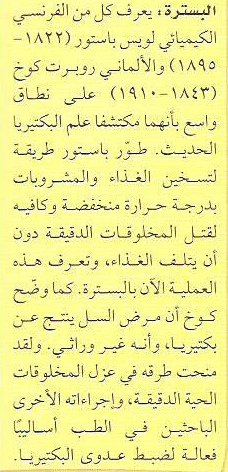 البسترة: يعرف كل من الفرنسي
الكيميائي لويس باستور (١٨٢٢-
١٨٩٥) والألماني روبرت كوخ
(١٨٤٣-١٩١٠) على نطاق
واسع بأنهما مكتشفا علم البكتيريا
الحديث. طوّر باستور طريقة
لتسخين الغذاء والمشروبات
بدرجة حرارة منخفضة وكافيه
لقتل المخلوقات الدقيقة دون
أن يتلف الغذاء، وتعرف هذه
العملية الآن بالبسترة. كما وضّح
كوخ أن مرض السل ينتج عن
بكتيريا، وأنه غير وراثي. ولقد
منحت طرقه في عزل المخلوقات
الحية الدقيقة، وإجراءاته الأخرى
الباحثين في الطب أساليبًا
فعالة لضبط عدوى البكتيريا.